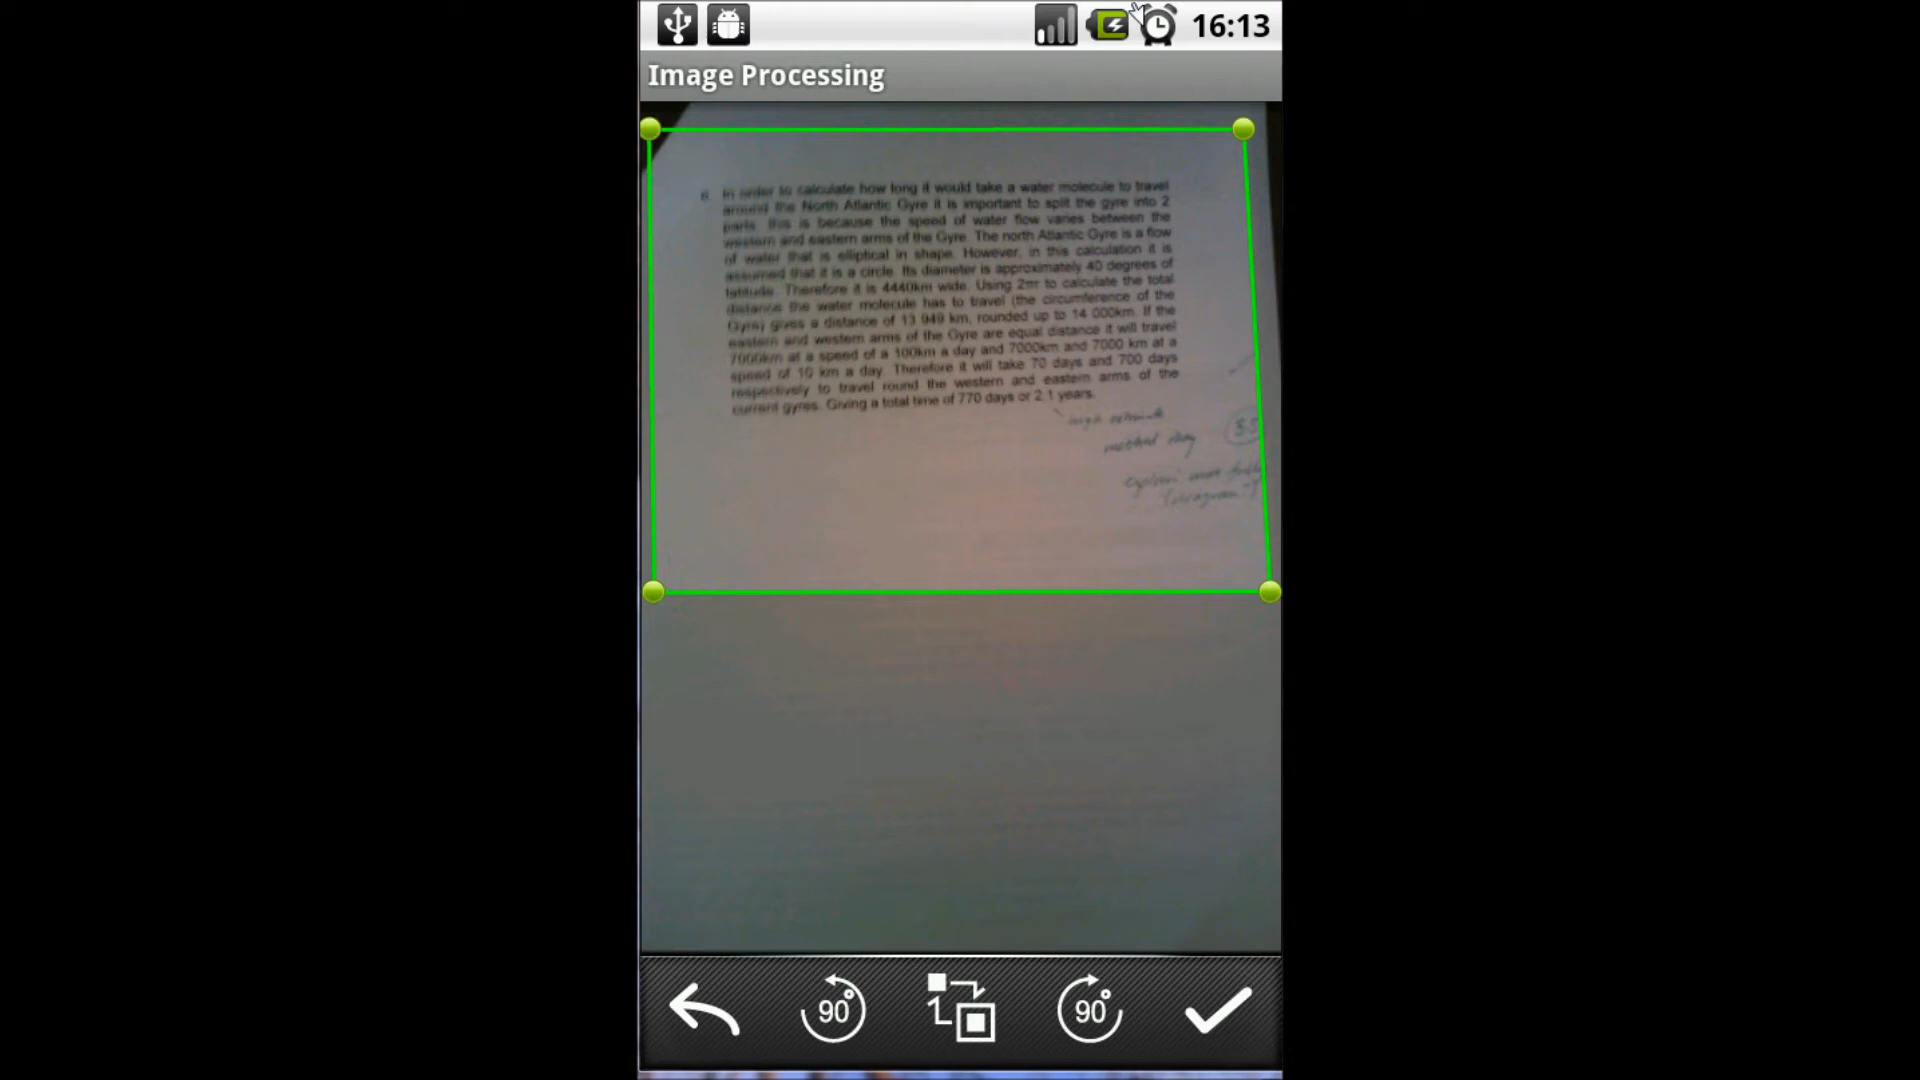 16:13
Image Processing
6. In order to calculate how long it would take a water molecule to travel
around the North Atlantic Gyre it is important to split the gyre into 2
parts, this is because the speed of water flow varies between the
western and eastern arms of the Gyre. The north Atlantic Gyre is a flow
of water that is elliptical in shape. However, in this calculation it is
assumed that it is a circle. Its diameter is approximately 40 degrees of
latitude. Therefore it is 4440km wide. Using 2πr to calculate the total
distance the water molecule has to travel (the circumference of the
Gyre) gives a distance of 13 949 km, rounded up to 14 000km. If the
eastern and western arms of the Gyre are equal distance it will travel
7000km at a speed of a 100km a day and 7000km and 7000 km at a
speed of 10 km a day. Therefore it will take 70 days and 700 days
respectively to travel round the western and eastern arms of the
current gyres. Giving a total time of 770 days or 2.1 years.
method
3.5
90°
90°